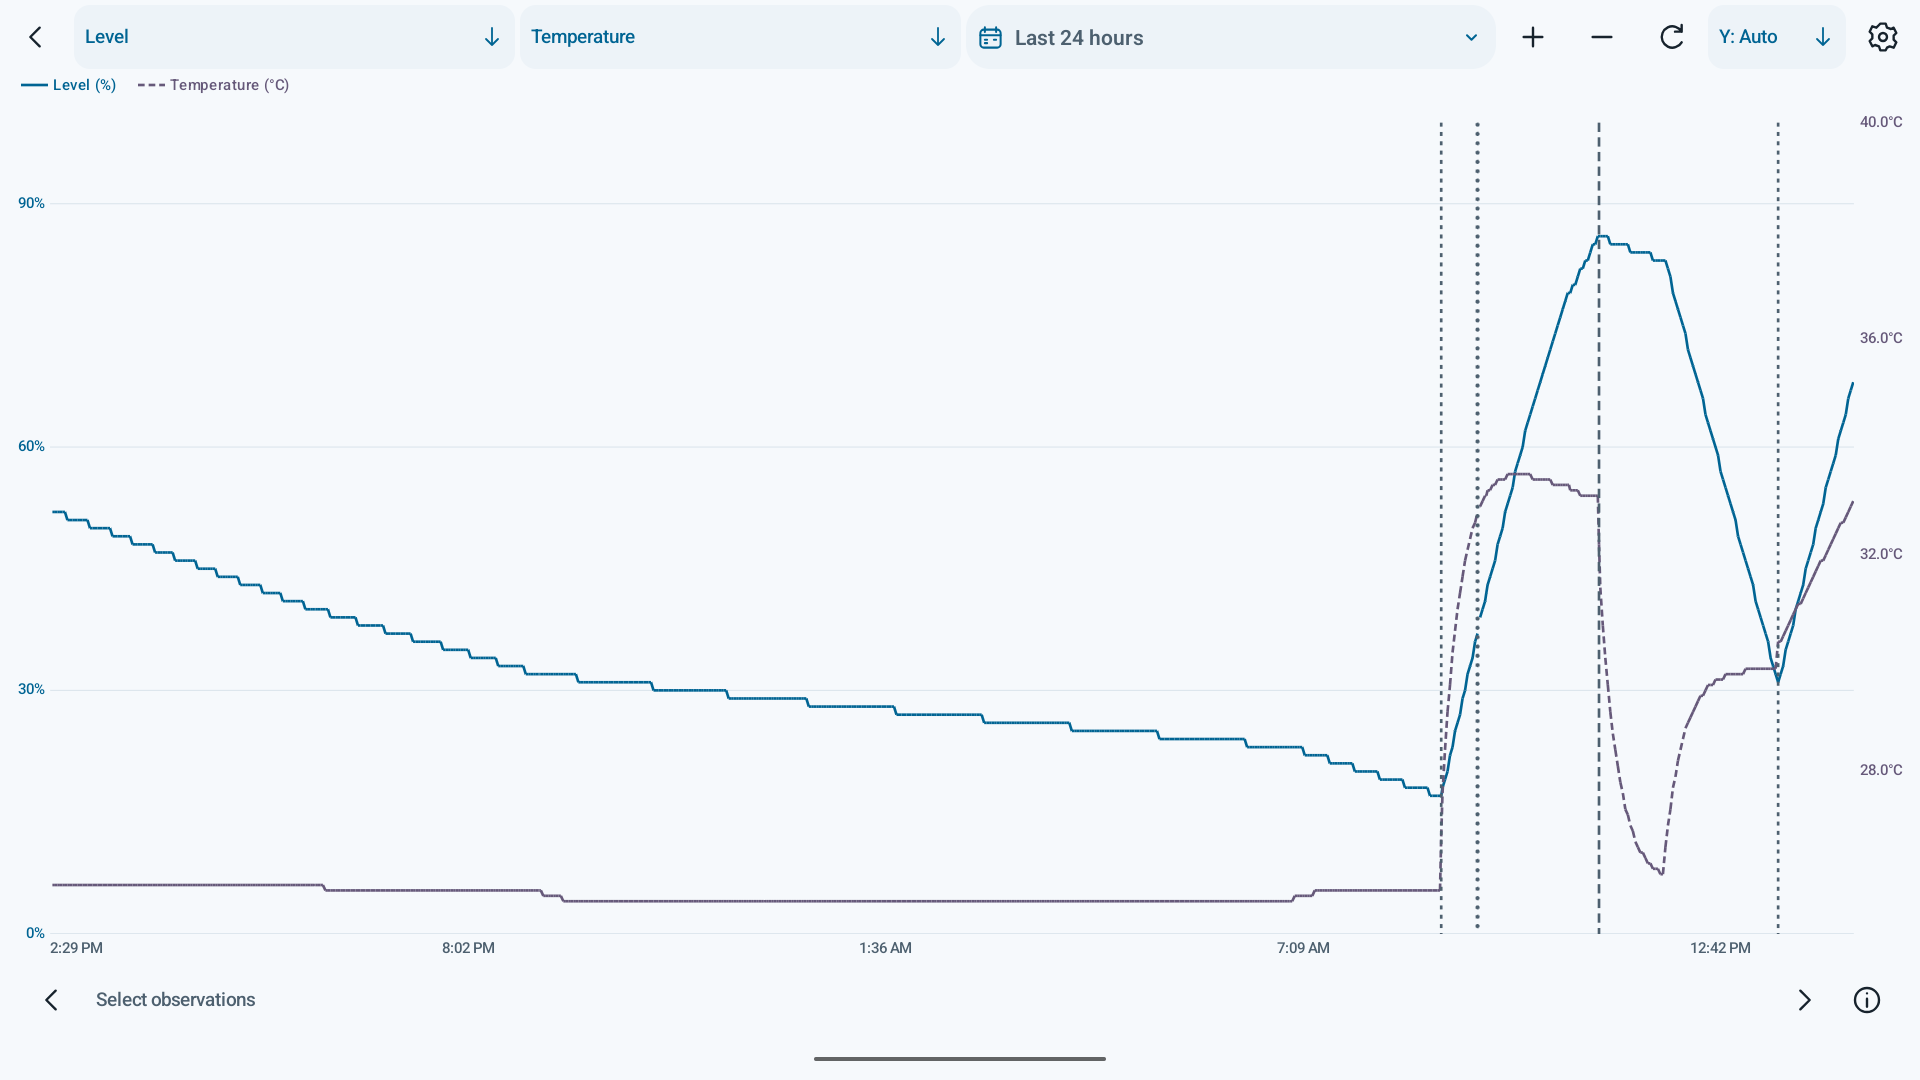 Level
Temperature
Last 24 hours
Y: Auto
Level (%)
Temperature (°C)
40.0°C
90%
36.0°C
60%
32.0°C
30%
28.0°C
0%
2:29 PM
8:02 PM
1:36 AM
7:09 AM
12:42 PM
Select observations